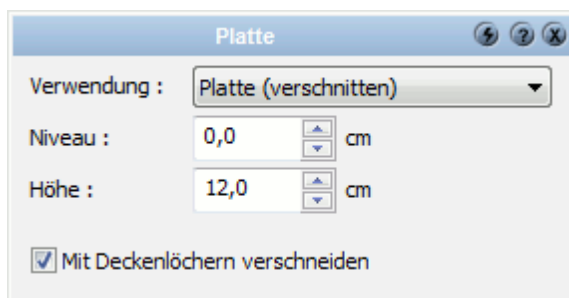 Platte
Verwendung : Platte (verschnitten)
Niveau : 0,0 cm
Höhe : 12,0 cm
Mit Deckenlöchern verschneiden